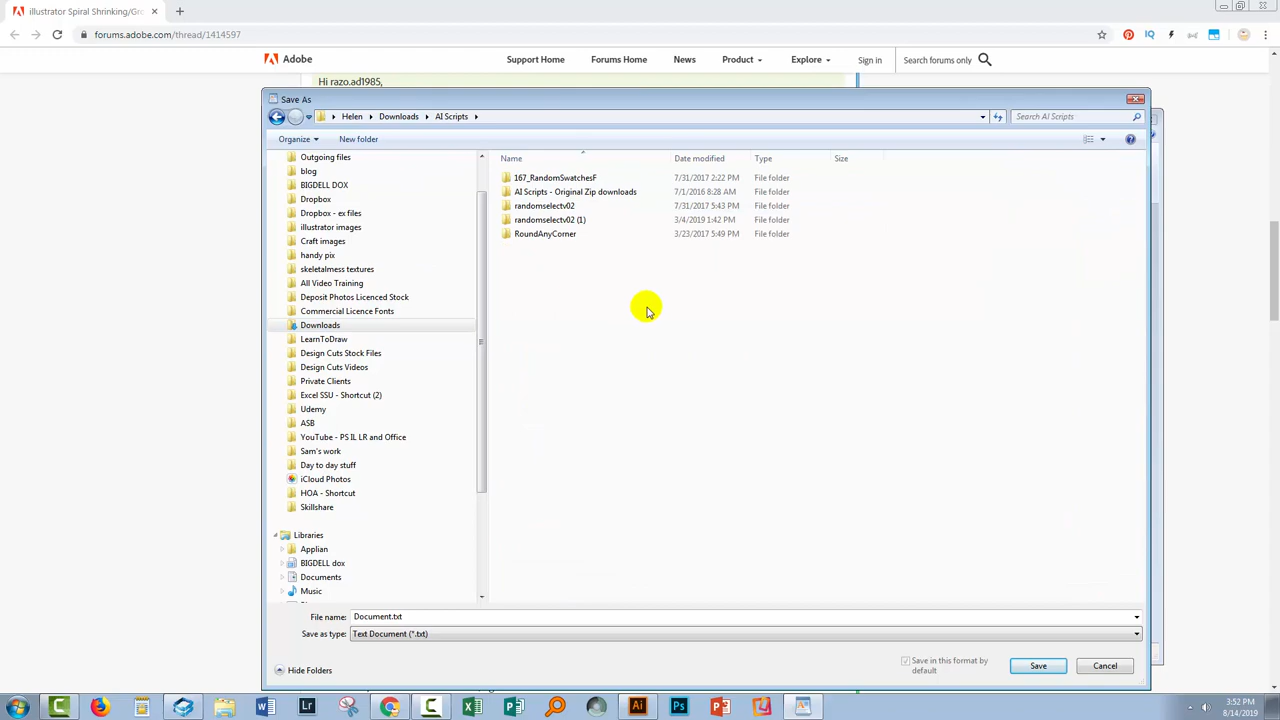 illustrator Spiral Shrinking/Gro
forums.adobe.com/thread/1414597
Adobe
Support Home
Forums Home
News
Product
Explore
Sign in
Search forums only
Hi razo.ad1985,
Save As
Helen
Downloads
AI Scripts
Search AI Scripts
Organize
New folder
Name
Date modified
Type
Size
Outgoing files
blog
BIGDELL DOX
Dropbox
Dropbox - ex files
illustrator images
Craft images
handy pix
skeletalmess textures
All Video Training
Deposit Photos Licenced Stock
Commercial Licence Fonts
Downloads
LearnToDraw
Design Cuts Stock Files
Design Cuts Videos
Private Clients
Excel SSU - Shortcut (2)
Udemy
ASB
YouTube - PS IL LR and Office
Sam's work
Day to day stuff
iCloud Photos
HOA - Shortcut
Skillshare
Libraries
Applian
BIGDELL dox
Documents
Music
167_RandomSwatchesF 7/31/2017 2:22 PM File folder
AI Scripts - Original Zip downloads 7/1/2016 8:28 AM File folder
randomselectv02 7/31/2017 5:43 PM File folder
randomselectv02 (1) 3/4/2019 1:42 PM File folder
RoundAnyCorner 3/23/2017 5:49 PM File folder
File name: Document.txt
Save as type: Text Document (*.txt)
Hide Folders
Save in this format by
default
Save
Cancel
3:52 PM
8/14/2019